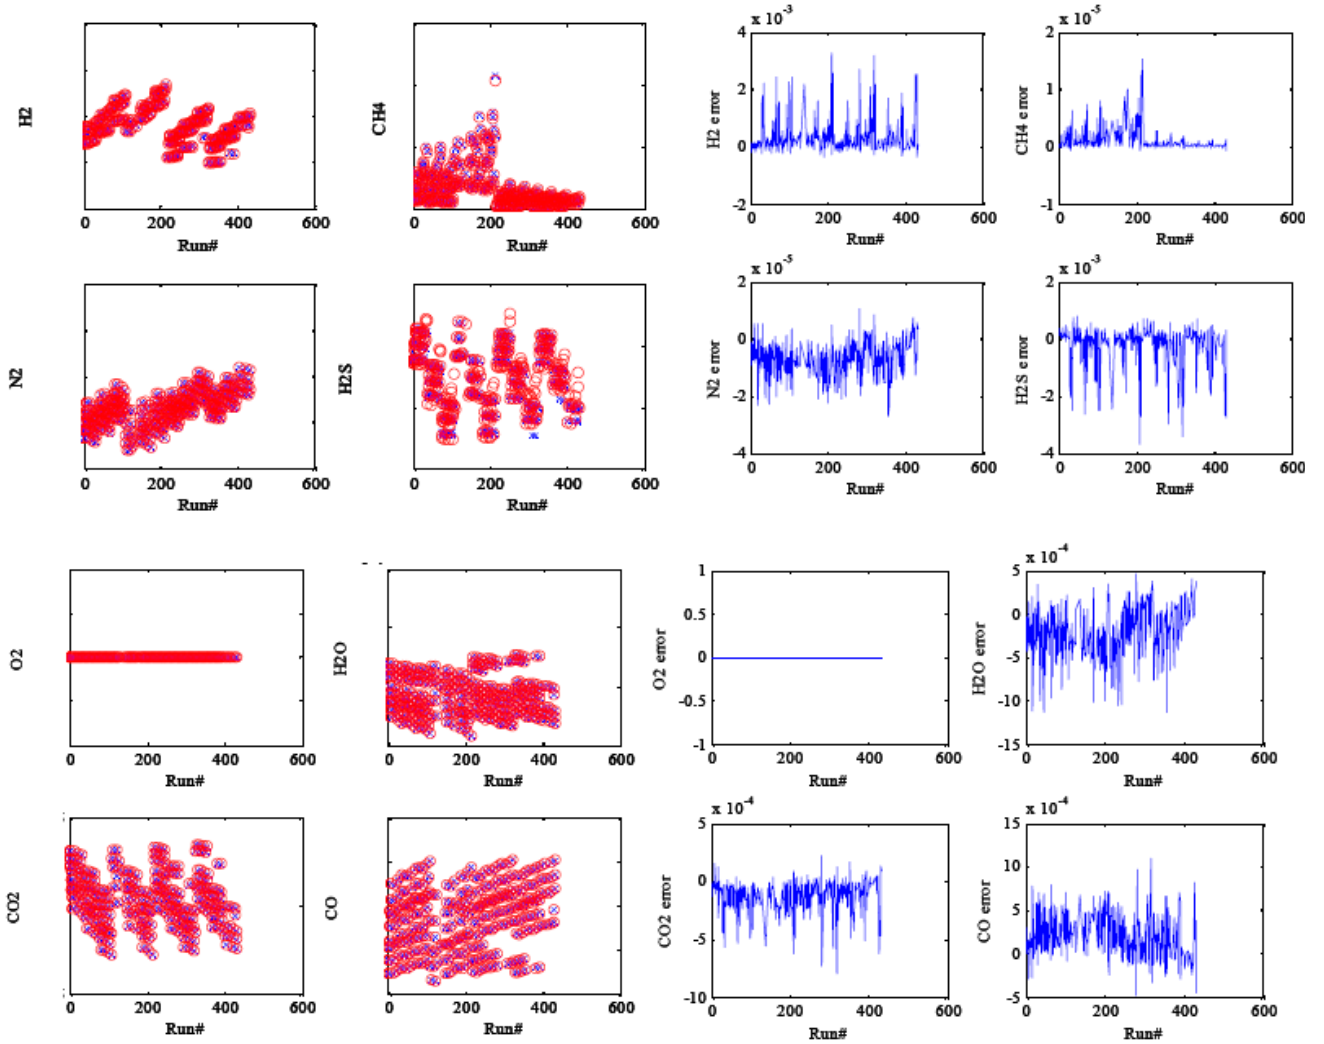 H2
0 200 400 600
Run#
CH4
0 200 400 600
Run#
x 10-3
H2 error
4
2
0
-2
0 200 400 600
Run#
x 10-5
CH4 error
2
1
0
-1
0 200 400 600
Run#
N2
0 200 400 600
Run#
H2S
0 200 400 600
Run#
x 10-5
N2 error
2
0
-2
-4
0 200 400 600
Run#
x 10-3
H2S error
2
0
-2
-4
0 200 400 600
Run#
O2
0 200 400 600
Run#
H2O
0 200 400 600
Run#
O2 error
1
0.5
0
-0.5
-1
0 200 400 600
Run#
x 10-4
H2O error
5
0
-5
-10
-15
0 200 400 600
Run#
CO2
0 200 400 600
Run#
CO
0 200 400 600
Run#
x 10-4
CO2 error
5
0
-5
-10
0 200 400 600
Run#
x 10-4
CO error
15
10
5
0
-5
0 200 400 600
Run#